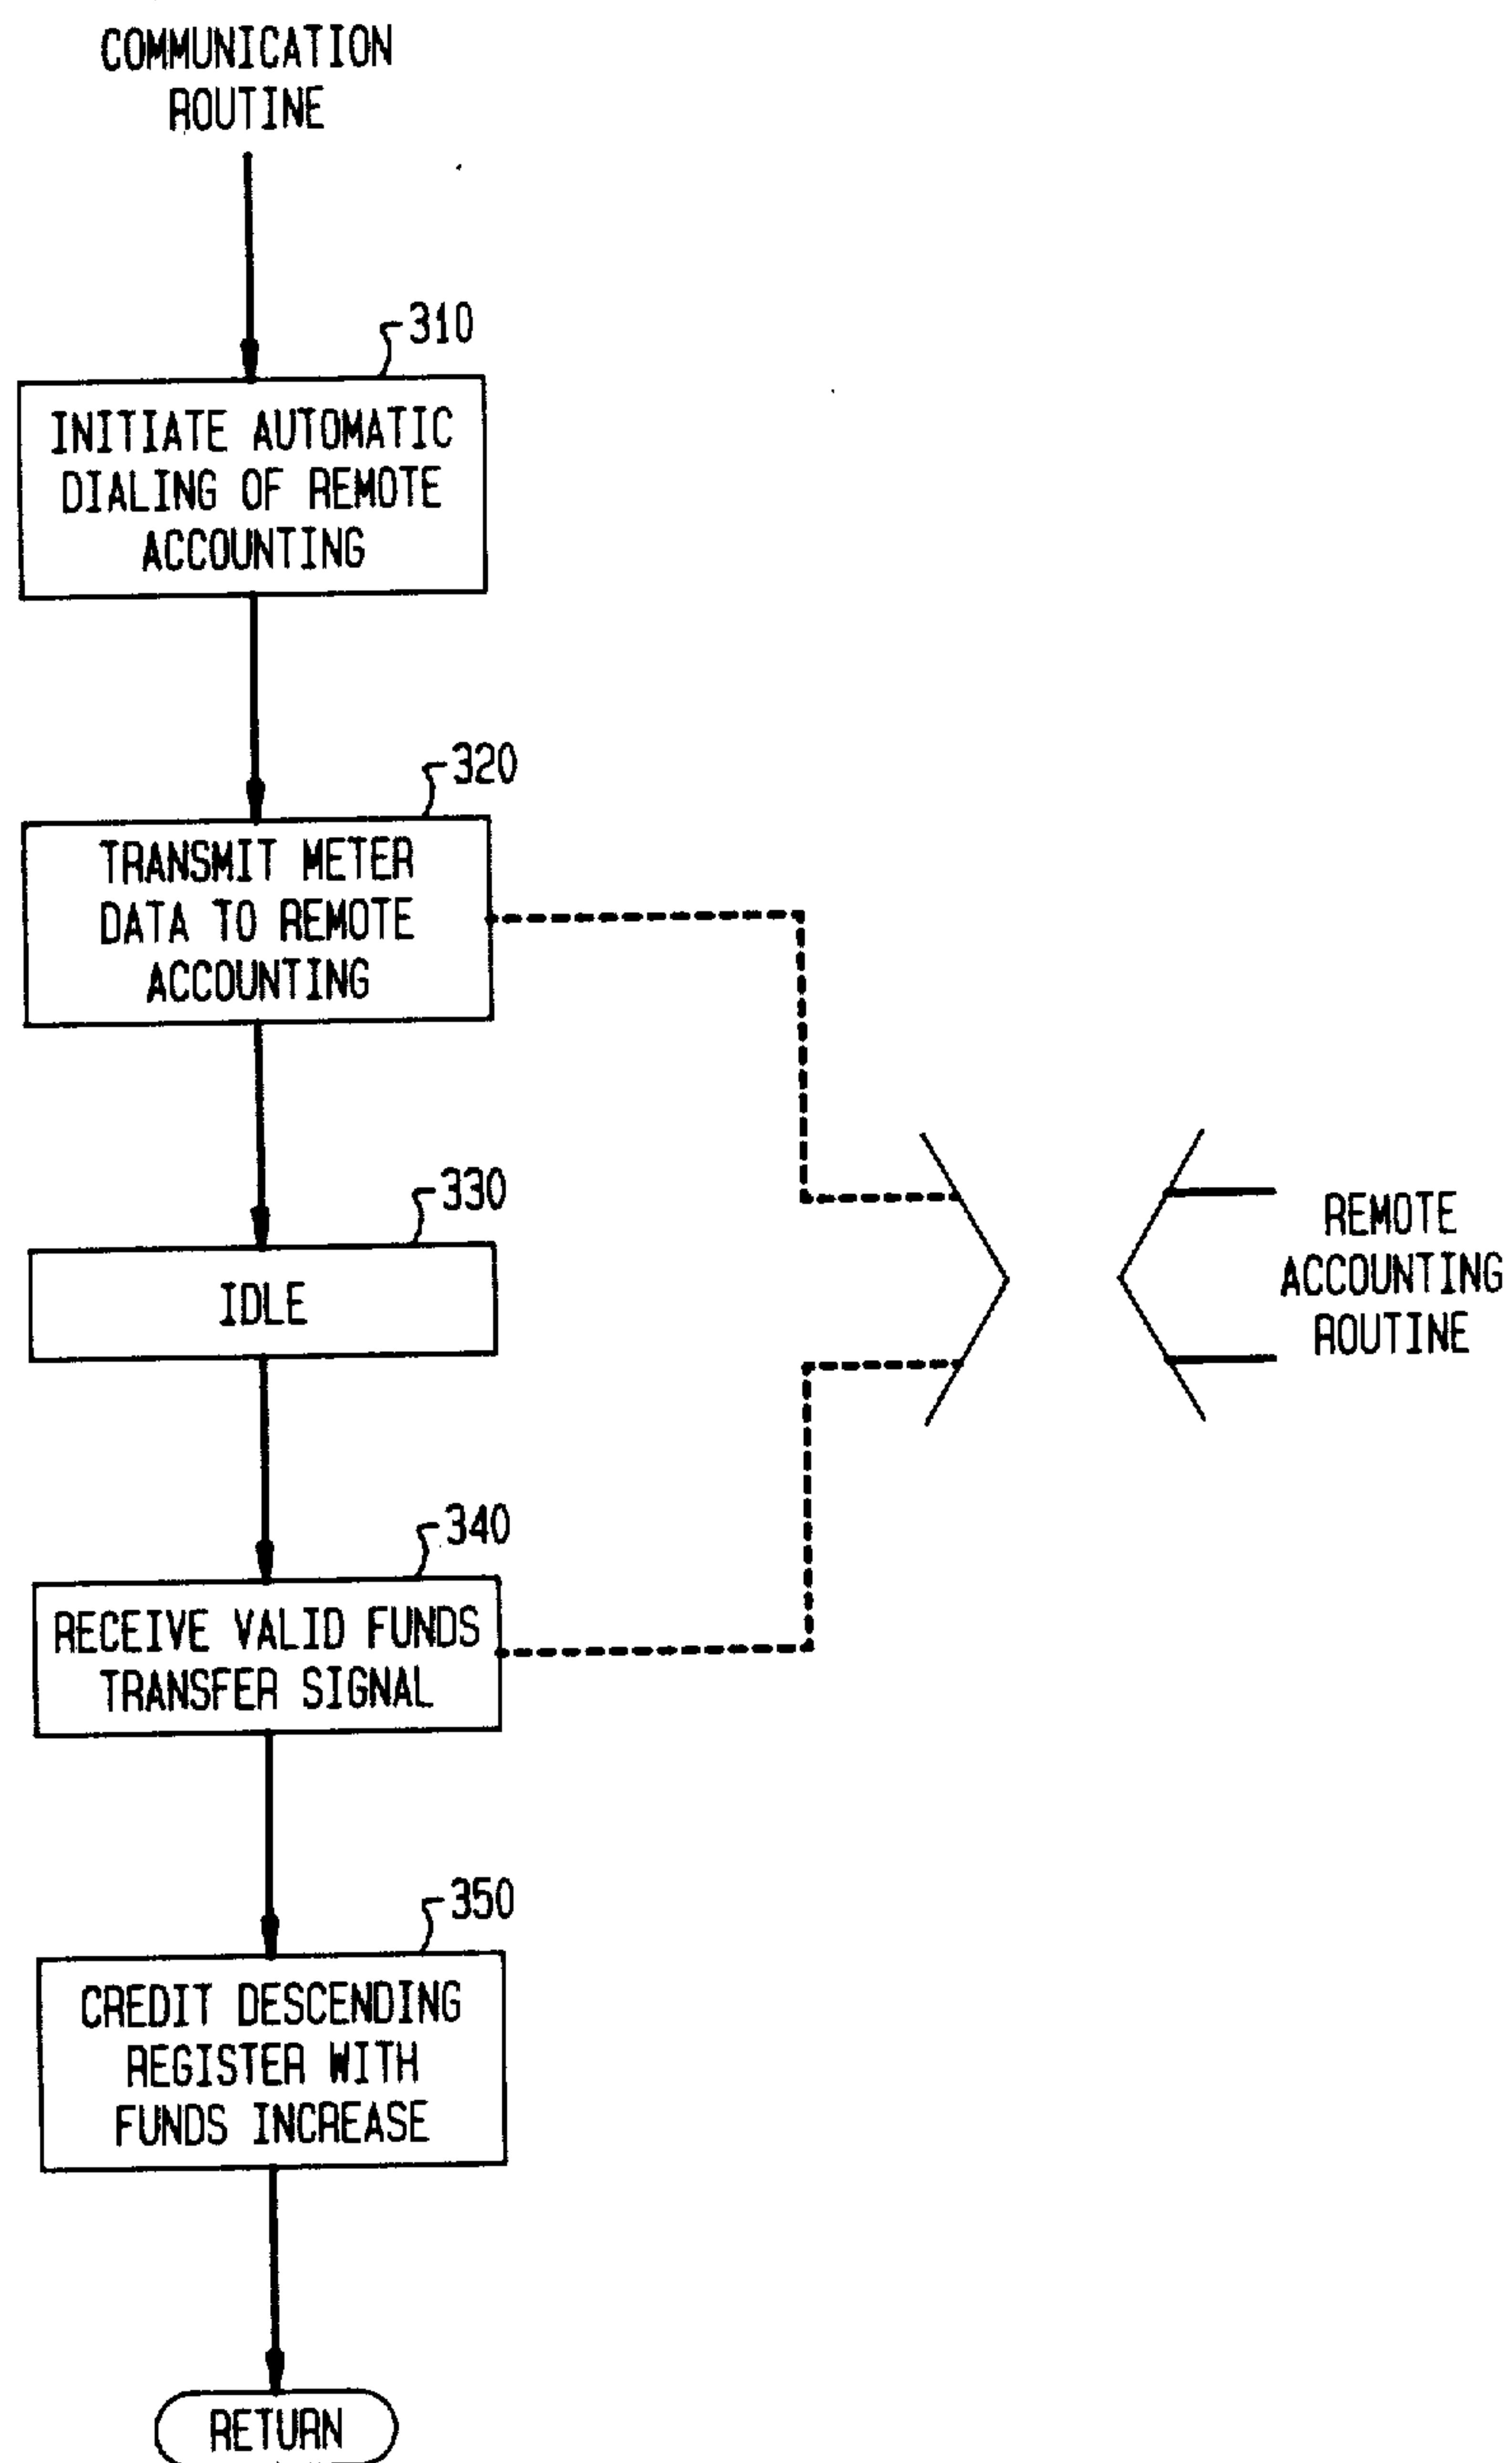 COMMUNICATION
ROUTINE
310
INITIATE AUTOMATIC
DIALING OF REMOTE
ACCOUNTING
320
TRANSMIT METER
DATA TO REMOTE
ACCOUNTING
330
IDLE
REMOTE
ACCOUNTING
ROUTINE
340
RECEIVE VALID FUNDS
TRANSFER SIGNAL
350
CREDIT DESCENDING
REGISTER WITH
FUNDS INCREASE
RETURN